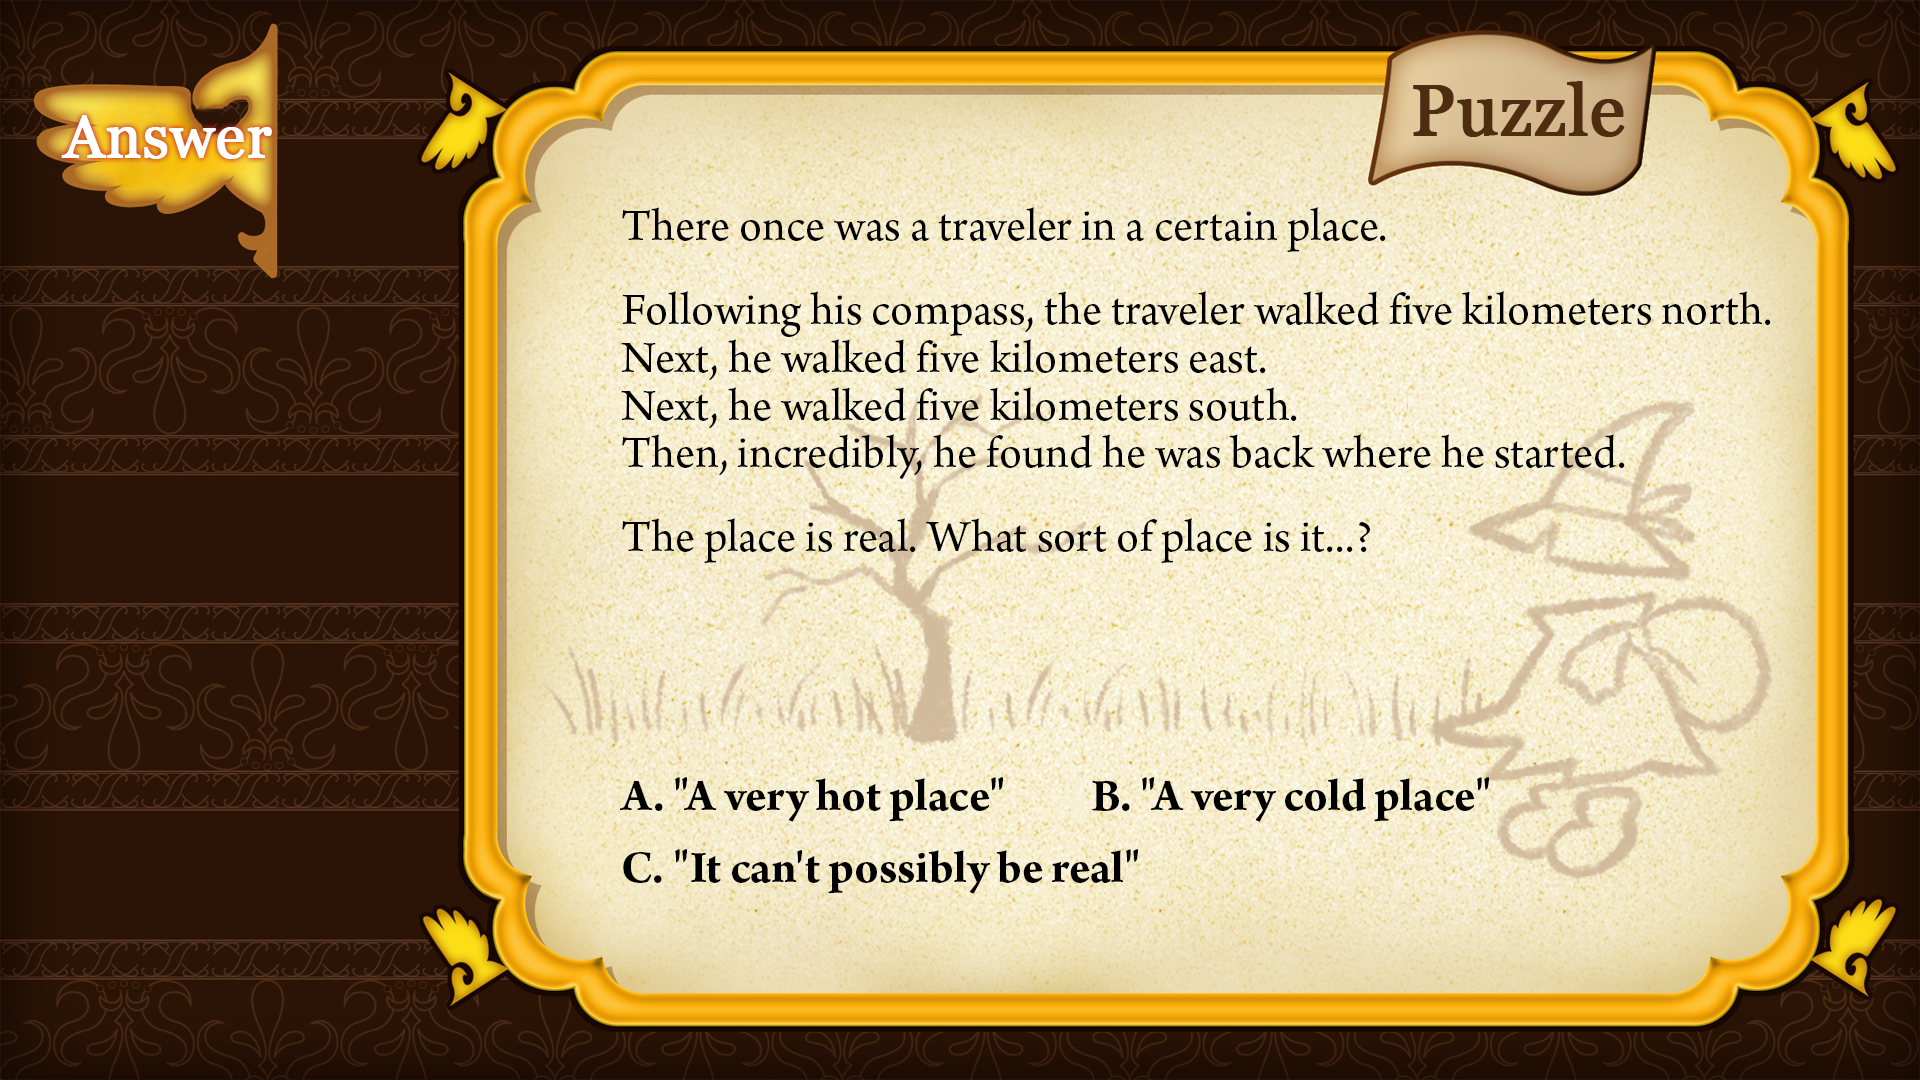 Answer
Puzzle
There once was a traveler in a certain place.
Following his compass, the traveler walked five kilometers north.
Next, he walked five kilometers east.
Next, he walked five kilometers south.
Then, incredibly, he found he was back where he started.
The place is real. What sort of place is it...?
A. "A very hot place" B. "A very cold place"
C. "It can't possibly be real"